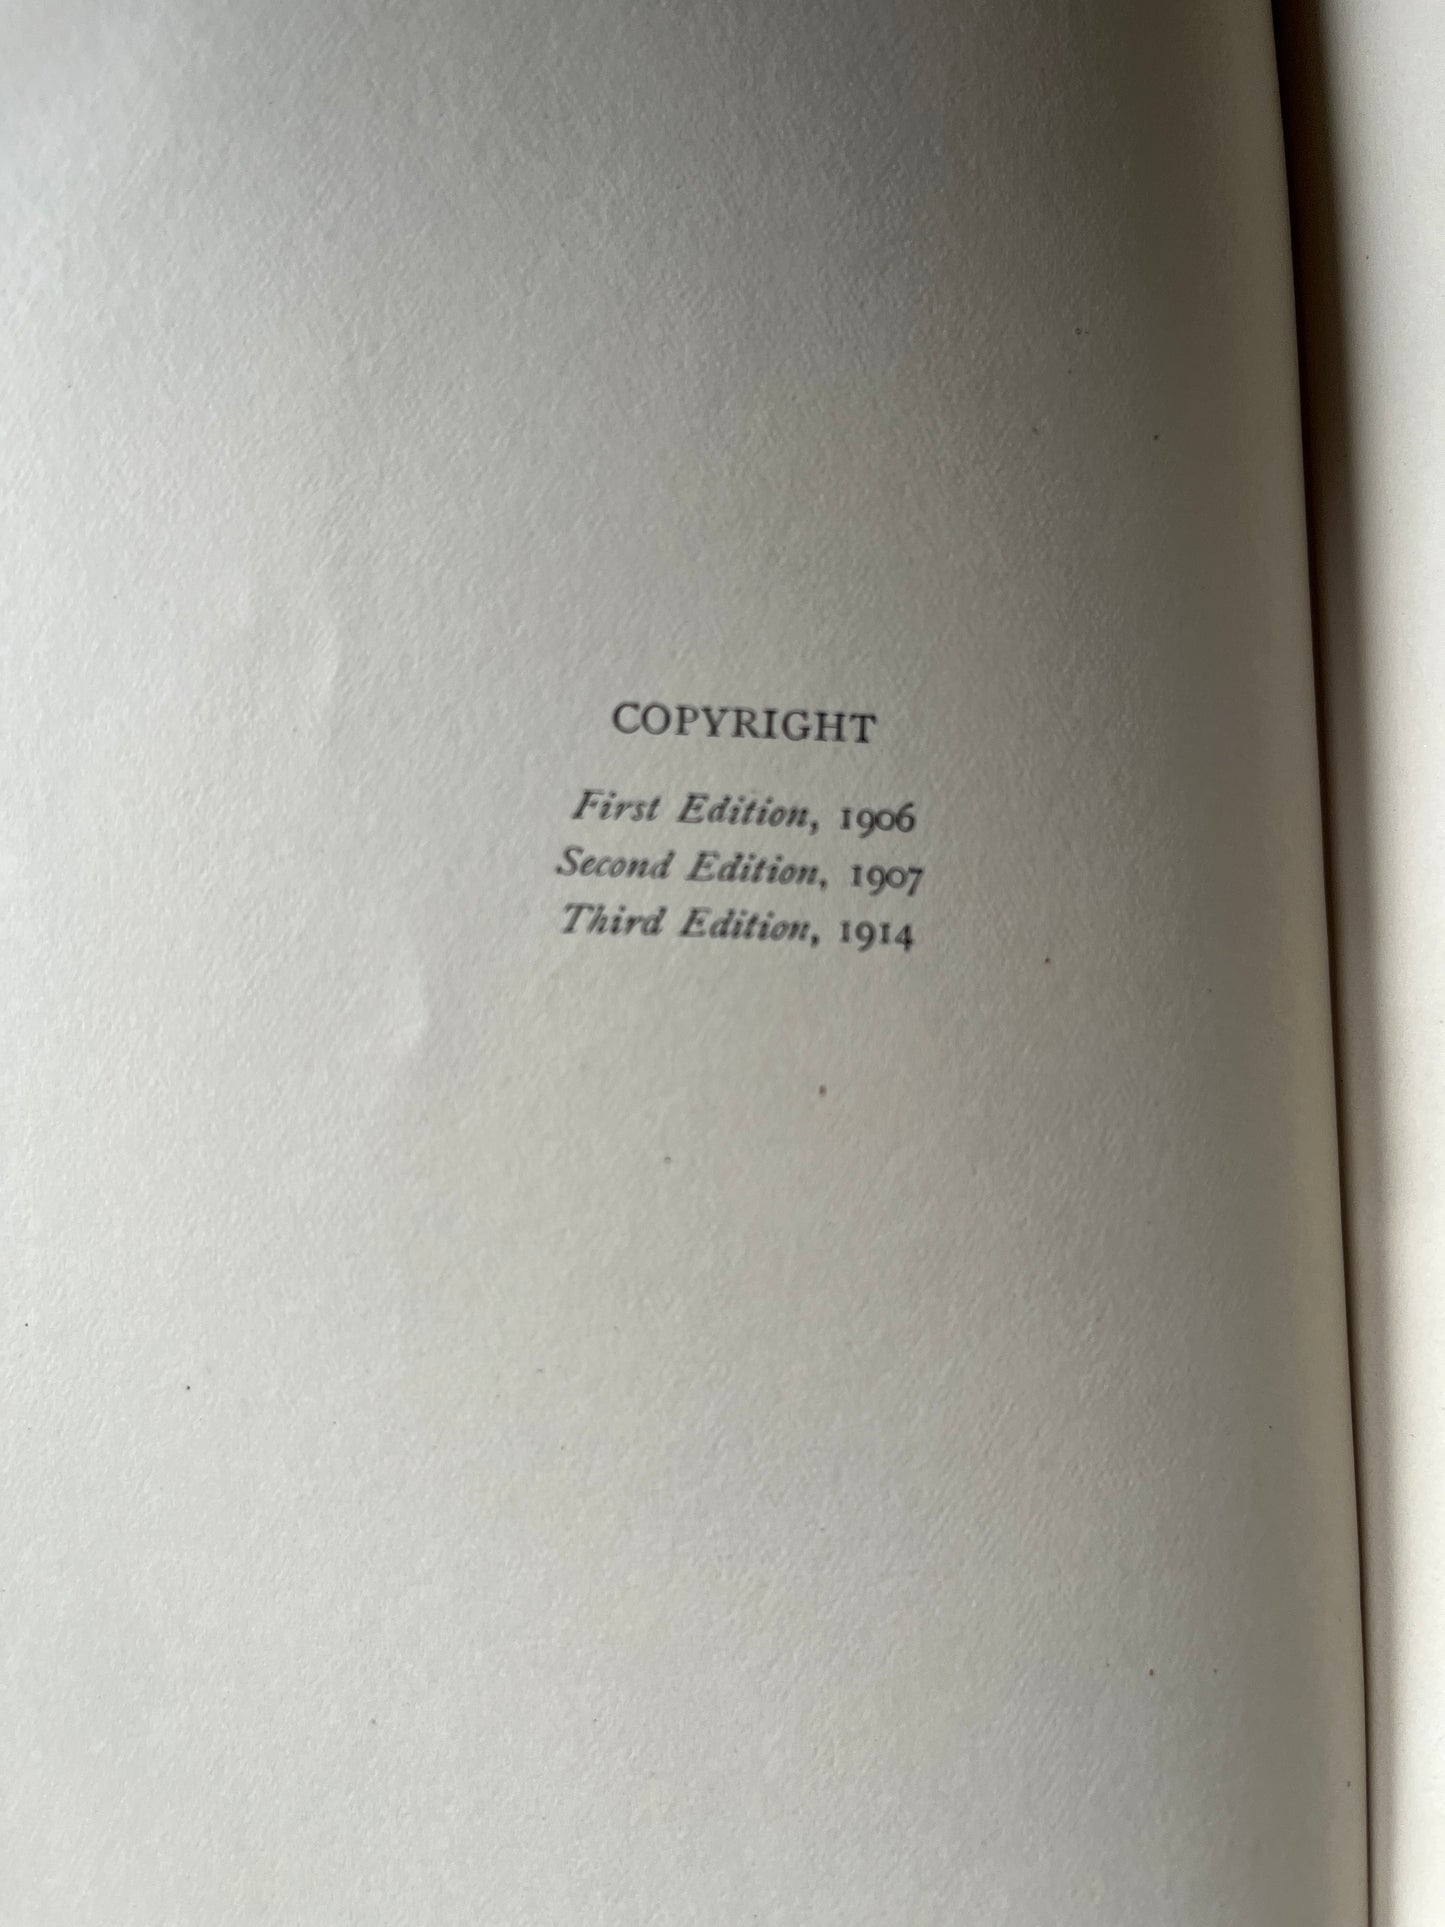 COPYRIGHT
First Edition, 1906
Second Edition, 1907
Third Edition, 1914